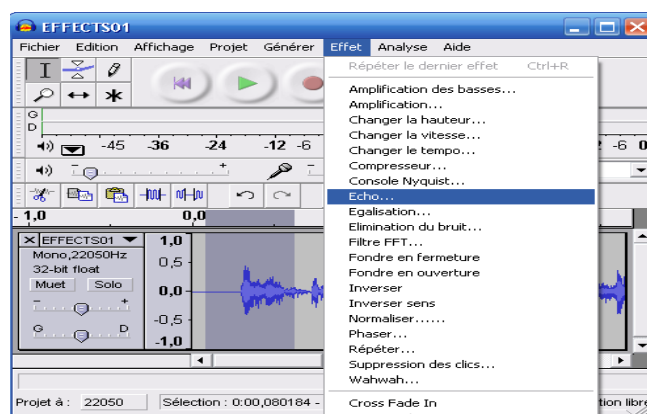 EFFECTS01
Fichier Edition Affichage Projet Générer Effet Analyse Aide
Répéter le dernier effet Ctrl+R
Amplification des basses...
Amplification...
Changer la hauteur...
Changer la vitesse...
Changer le tempo...
Compresseur...
Console Nyquist...
Echo...
Egalisation...
Elimination du bruit...
Filtre FFT...
Fondre en fermeture
Fondre en ouverture
Inverser
Inverser sens
Normaliser......
Phaser...
Répéter...
Suppression des clics...
Wahwah...
Cross Fade In
G
D
-45 -36 -24 -12 -6
-6 0
- 1,0 0,0
EFFECTS01
Mono,22050Hz
32-bit float
Muet Solo
- +
G D
1,0
0,5
0,0
-0,5
-1,0
Projet à : 22050 Sélection : 0:00,080184 -
tion libre